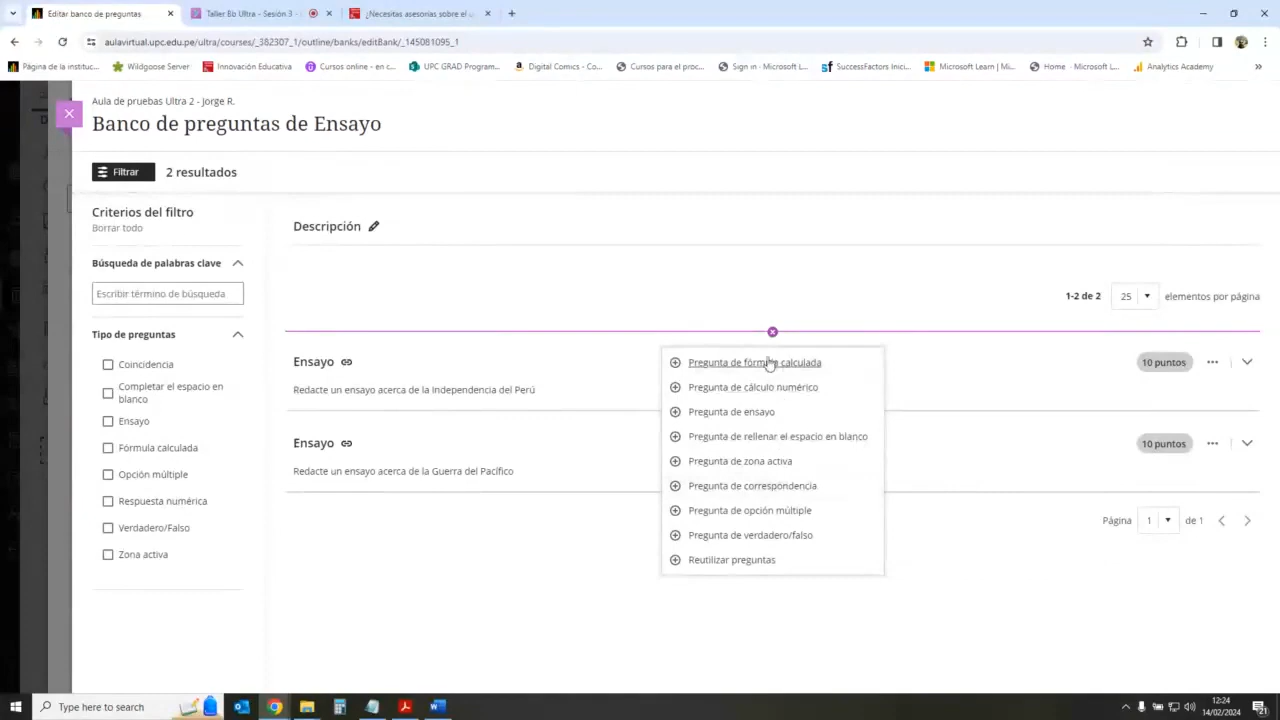 Editar banco de preguntas
Taller Bb Ultra - Sesión 3 -
¿Necesitas asesorías sobre el u
aulavirtual.upc.edu.pe/ultra/courses/_382307_1/outline/banks/editBank/_145081095_1
Página de la instituc...
Wildgoose Server
Innovación Educativa
Cursos online - en c...
UPC GRAD Program...
Digital Comics - Co...
Cursos para el proc...
Sign in · Microsoft L...
SuccessFactors Inici...
Microsoft Learn | Mi...
Home · Microsoft L...
Analytics Academy
Aula de pruebas Ultra 2 - Jorge R.
Banco de preguntas de Ensayo
Filtrar
2 resultados
Criterios del filtro
Borrar todo
Búsqueda de palabras clave
Escribir término de búsqueda
Tipo de preguntas
Coincidencia
Completar el espacio en
blanco
Ensayo
Fórmula calculada
Opción múltiple
Respuesta numérica
Verdadero/Falso
Zona activa
Descripción
1-2 de 2
25
elementos por página
Ensayo
10 puntos
Redacte un ensayo acerca de la Independencia del Perú
Ensayo
10 puntos
Redacte un ensayo acerca de la Guerra del Pacífico
Pregunta de fórmula calculada
Pregunta de cálculo numérico
Pregunta de ensayo
Pregunta de rellenar el espacio en blanco
Pregunta de zona activa
Pregunta de correspondencia
Pregunta de opción múltiple
Pregunta de verdadero/falso
Reutilizar preguntas
Página
1
de 1
Type here to search
12:24
14/02/2024
21